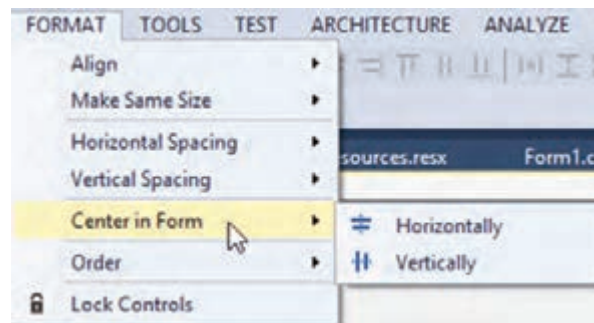 FORMAT TOOLS TEST ARCHITECTURE ANALYZE
Align
Make Same Size
Horizontal Spacing
sources.resx Form1.c
Vertical Spacing
Center in Form
Horizontally
Order
Vertically
Lock Controls